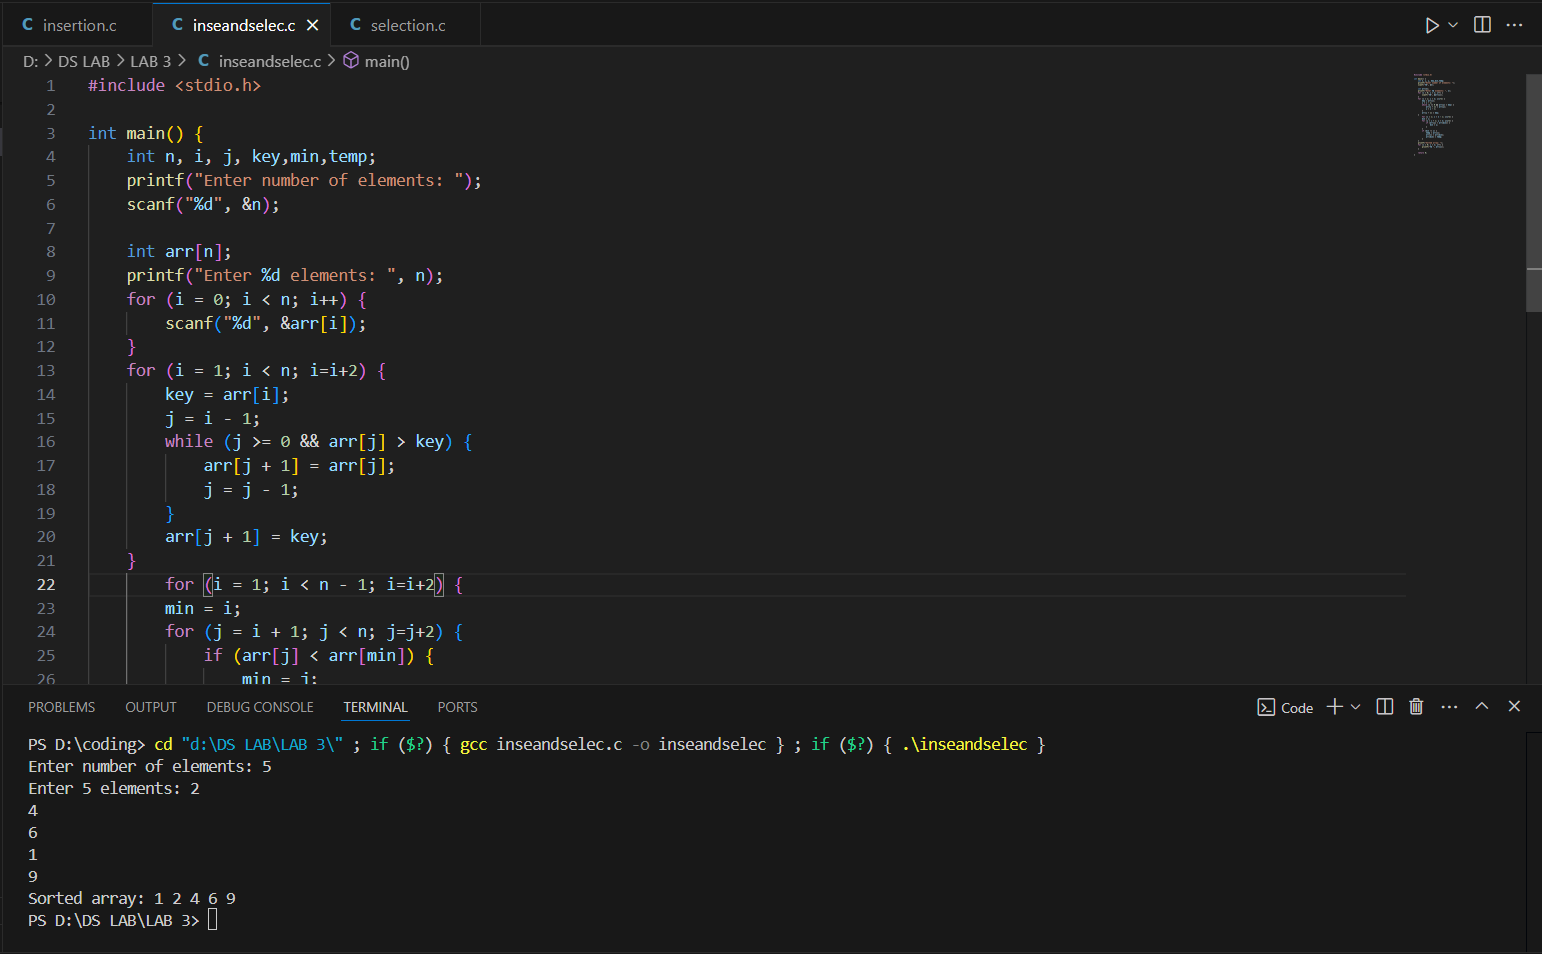 C insertion.c C inseandselec.c × C selection.c
D: > DS LAB > LAB 3 > C inseandselec.c > main()
1 #include <stdio.h>
2
3 int main() {
4 int n, i, j, key,min,temp;
5 printf("Enter number of elements: ");
6 scanf("%d", &n);
7
8 int arr[n];
9 printf("Enter %d elements: ", n);
10 for (i = 0; i < n; i++) {
11 scanf("%d", &arr[i]);
12 }
13 for (i = 1; i < n; i=i+2) {
14 key = arr[i];
15 j = i - 1;
16 while (j >= 0 && arr[j] > key) {
17 arr[j + 1] = arr[j];
18 j = j - 1;
19 }
20 arr[j + 1] = key;
21 }
22 for (i = 1; i < n - 1; i=i+2) {
23 min = i;
24 for (j = i + 1; j < n; j=j+2) {
25 if (arr[j] < arr[min]) {
26 min = j;
PROBLEMS OUTPUT DEBUG CONSOLE TERMINAL PORTS Code
PS D:\coding> cd "d:\DS LAB\LAB 3\" ; if ($?) { gcc inseandselec.c -o inseandselec } ; if ($?) { .\inseandselec }
Enter number of elements: 5
Enter 5 elements: 2
4
6
1
9
Sorted array: 1 2 4 6 9
PS D:\DS LAB\LAB 3>